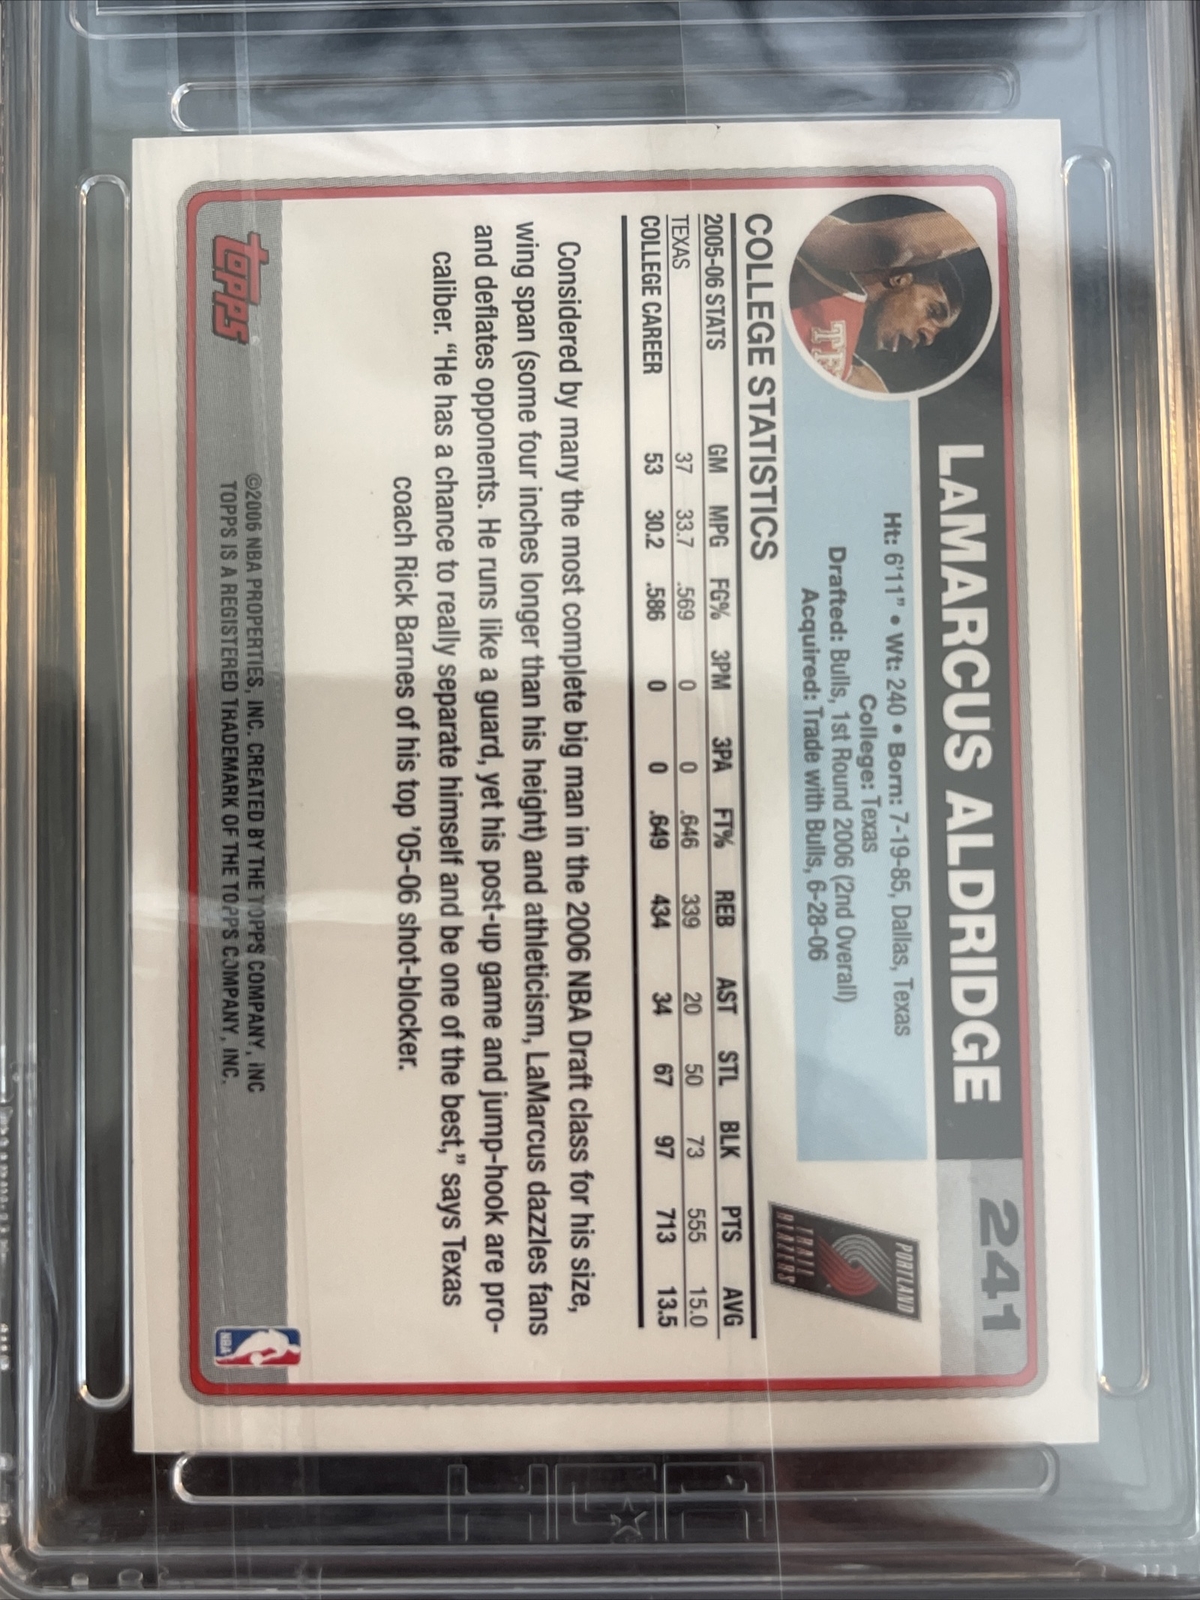 LAMARCUS ALDRIDGE
241
Ht: 6'11" • Wt: 240 • Born: 7-19-85, Dallas, Texas
College: Texas
Drafted: Bulls, 1st Round 2006 (2nd Overall)
Acquired: Trade with Bulls, 6-28-06
PORTLAND
TRAIL
BLAZERS
TE
COLLEGE STATISTICS
2005-06 STATS GM MPG FG% 3PM 3PA FT% REB AST STL BLK PTS AVG
TEXAS 37 33.7 .569 0 0 .646 339 20 50 73 555 15.0
COLLEGE CAREER 53 30.2 .586 0 0 .649 434 34 67 97 713 13.5
Considered by many the most complete big man in the 2006 NBA Draft class for his size,
wing span (some four inches longer than his height) and athleticism, LaMarcus dazzles fans
and deflates opponents. He runs like a guard, yet his post-up game and jump-hook are pro-
caliber. “He has a chance to really separate himself and be one of the best,” says Texas
coach Rick Barnes of his top ’05-06 shot-blocker.
topps
©2006 NBA PROPERTIES, INC. CREATED BY THE TOPPS COMPANY, INC
TOPPS IS A REGISTERED TRADEMARK OF THE TOPPS COMPANY, INC.
NBA